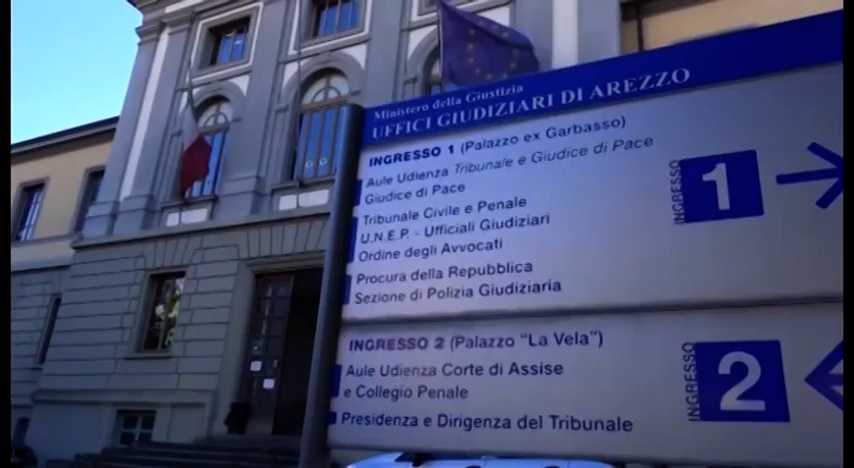 Ministero della Giustizia
UFFICI GIUDIZIARI DI AREZZO
INGRESSO 1 (Palazzo ex Garbasso)
Aule Udienza Tribunale e Giudice di Pace
Giudice di Pace
Tribunale Civile e Penale
U.N.E.P. - Ufficiali Giudiziari
Ordine degli Avvocati
Procura della Repubblica
Sezione di Polizia Giudiziaria
INGRESSO
1
INGRESSO 2 (Palazzo "La Vela")
Aule Udienza Corte di Assise
e Collegio Penale
Presidenza e Dirigenza del Tribunale
INGRESSO
2